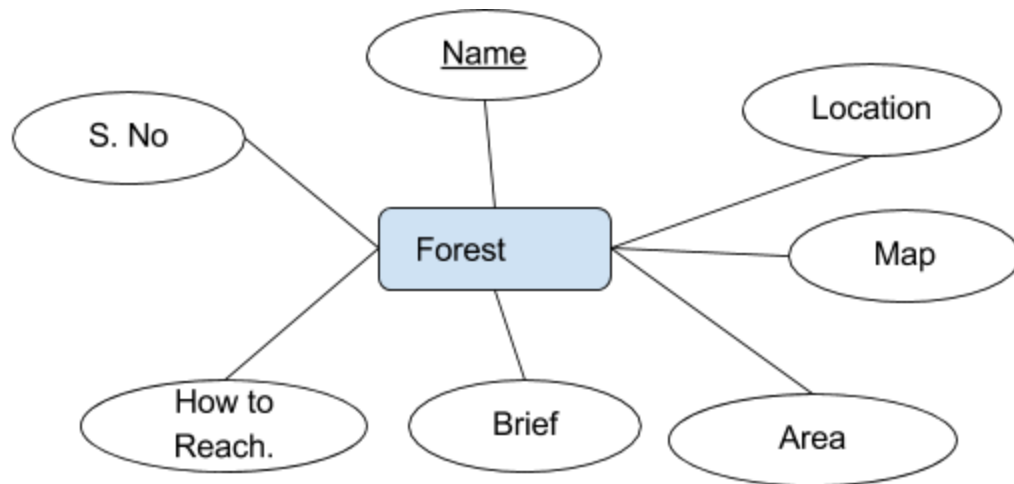 Name
Location
S. No
Forest
Map
How to
Reach.
Brief
Area